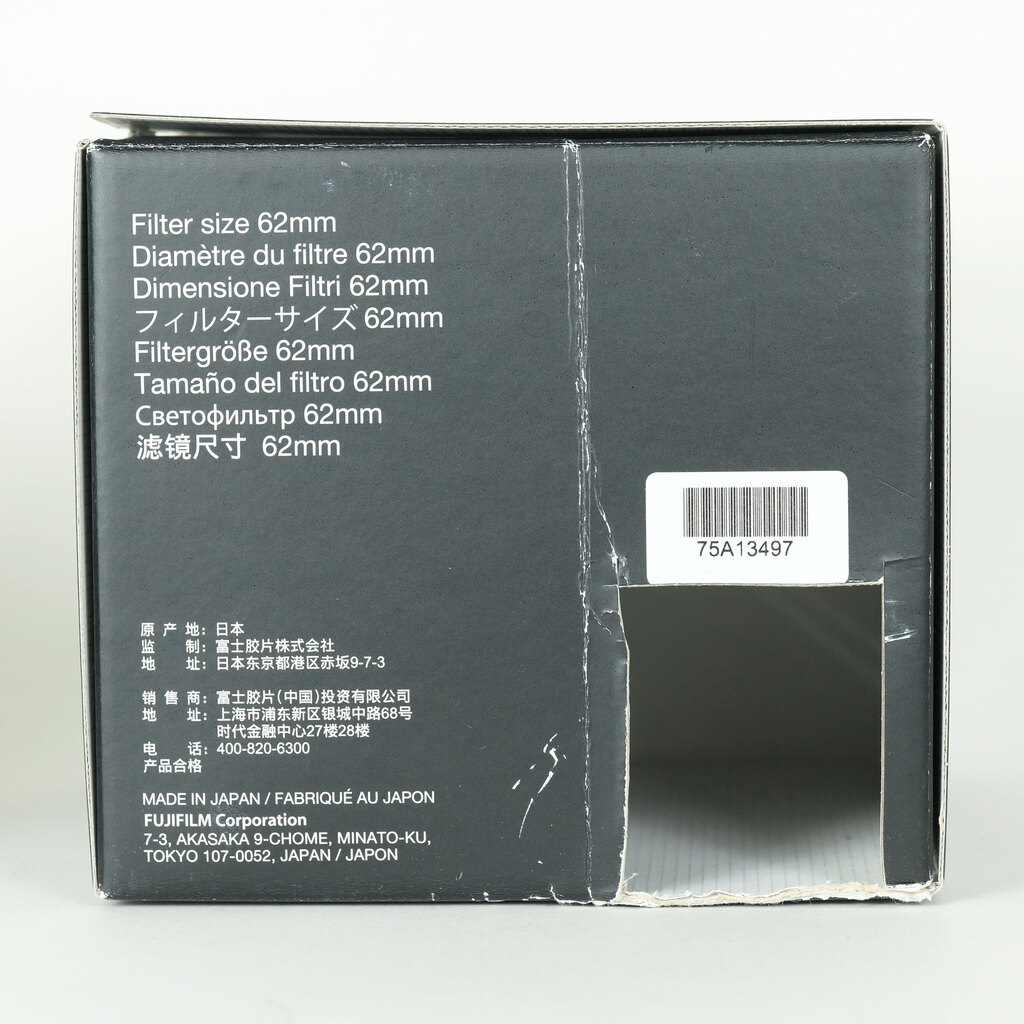 Filter size 62mm
Diamètre du filtre 62mm
Dimensione Filtri 62mm
フィルターサイズ 62mm
Filtergröße 62mm
Tamaño del filtro 62mm
Светофильтр 62mm
滤镜尺寸 62mm
75A13497
原产地：日本
监制：富士胶片株式会社
地址：日本东京都港区赤坂9-7-3
销售商：富士胶片（中国）投资有限公司
地址：上海市浦东新区银城中路68号
时代金融中心27楼28楼
电话：400-820-6300
产品合格
MADE IN JAPAN / FABRIQUÉ AU JAPON
FUJIFILM Corporation
7-3, AKASAKA 9-CHOME, MINATO-KU,
TOKYO 107-0052, JAPAN / JAPON